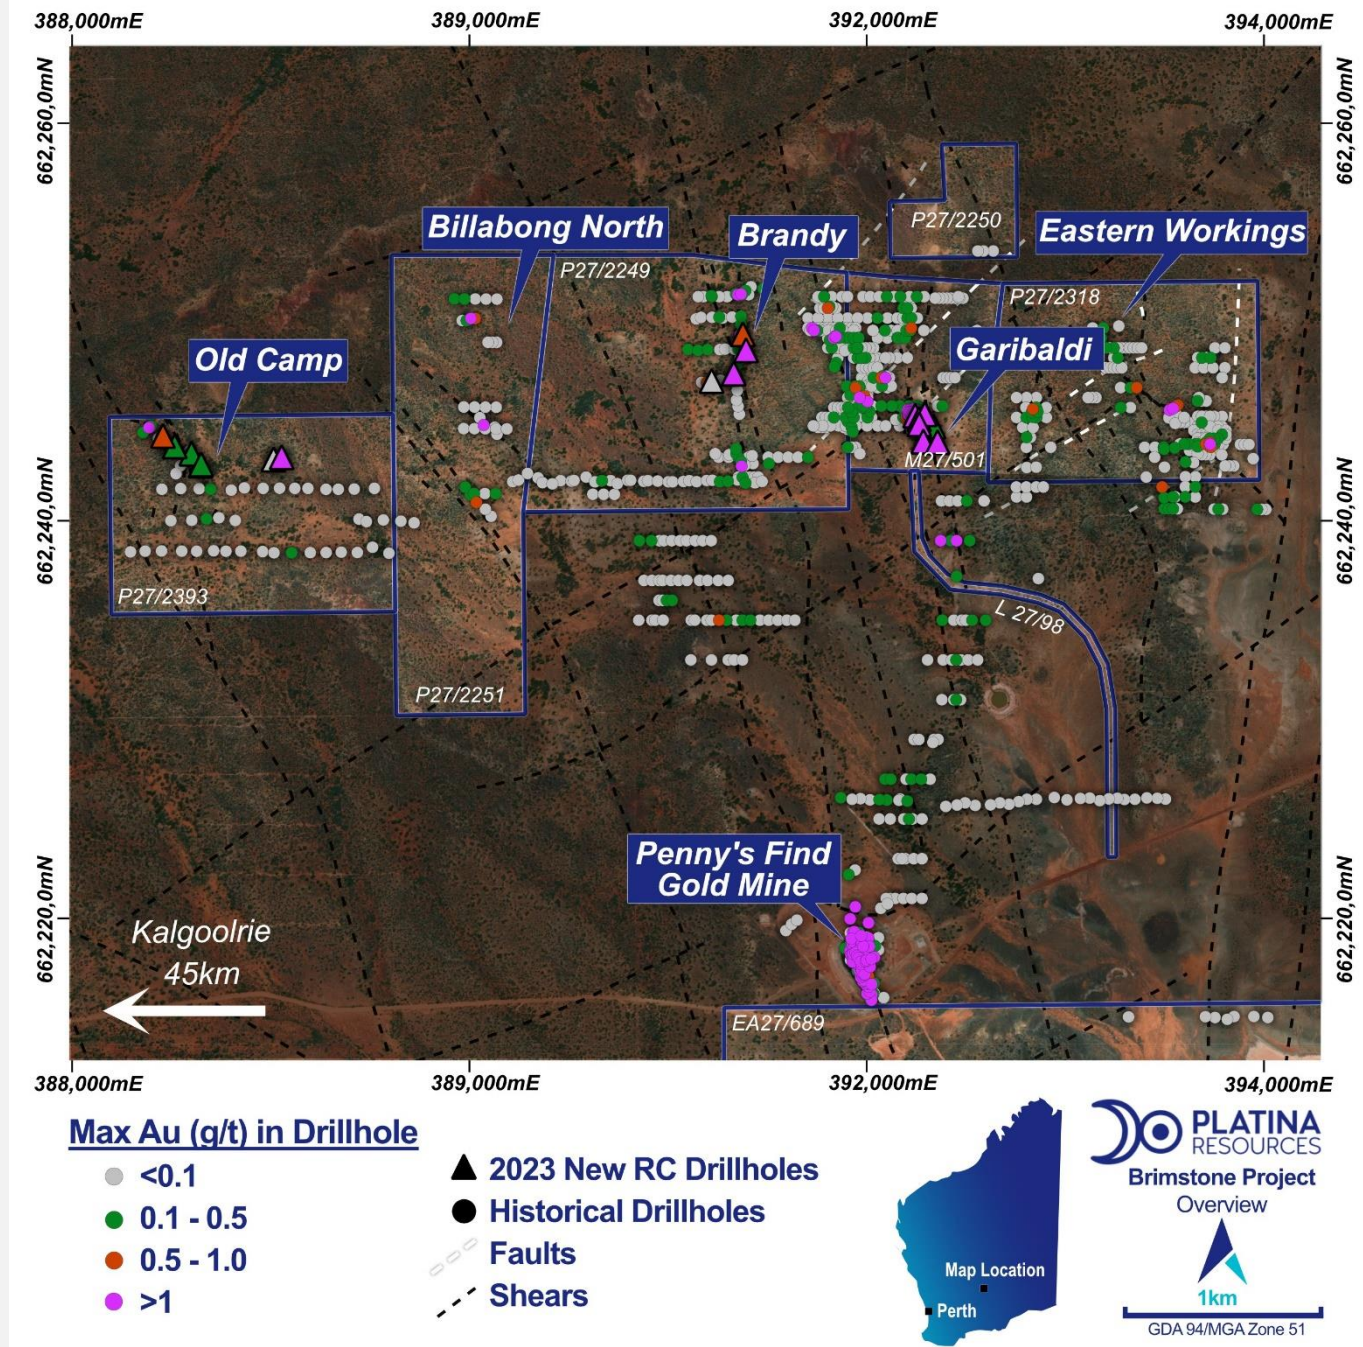 388,000mE
389,000mE
392,000mE
394,000mE
662,260,0mN
662,260,0mN
P27/2250
Billabong North
Brandy
Eastern Workings
P27/2249
P27/2318
Old Camp
Garibaldi
M27/501
662,240,0mN
662,240,0mN
P27/2393
L 27/98
P27/2251
Penny's Find
Gold Mine
662,220,0mN
662,220,0mN
Kalgoolrie
45km
EA27/689
388,000mE
389,000mE
392,000mE
394,000mE
Max Au (g/t) in Drillhole
<0.1
0.1 - 0.5
0.5 - 1.0
>1
2023 New RC Drillholes
Historical Drillholes
Faults
Shears
Map Location
Perth
PLATINA
RESOURCES
Brimstone Project
Overview
1km
GDA 94/MGA Zone 51